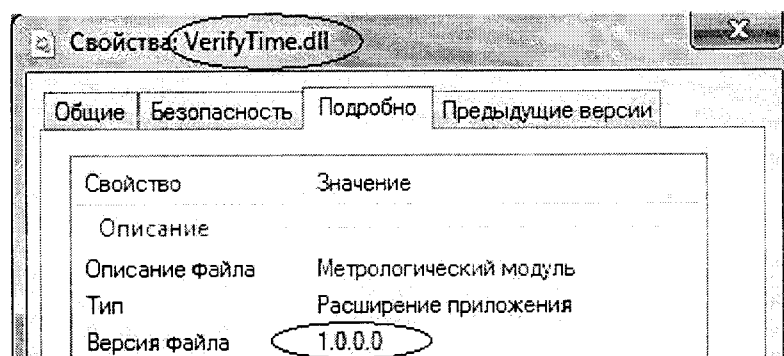 Свойства: VerifyTime.dll
Общие Безопасность Подробно Предыдущие версии
Свойство Значение
Описание
Описание файла Метрологический модуль
Тип Расширение приложения
Версия файла 1.0.0.0